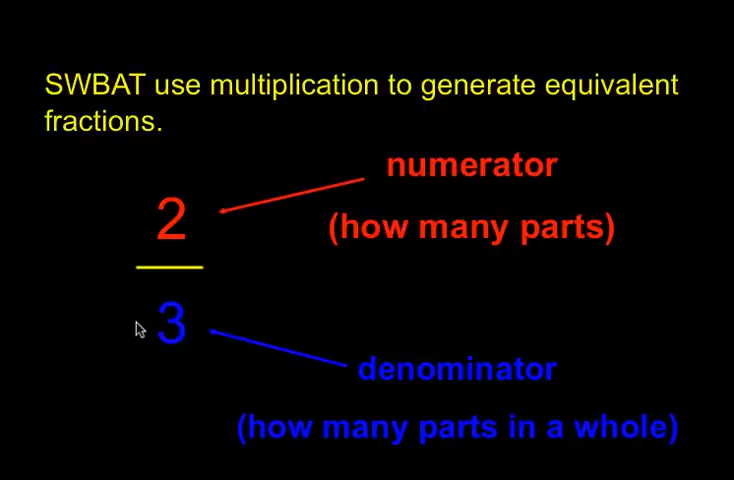 SWBAT use multiplication to generate equivalent
fractions.
numerator
2
(how many parts)
3
denominator
(how many parts in a whole)